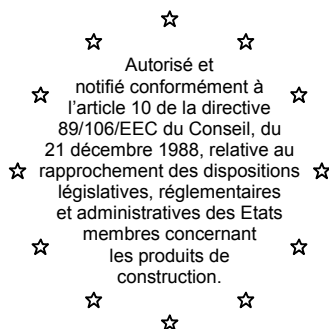 Autorisé et
notifié conformément à
l’article 10 de la directive
89/106/EEC du Conseil, du
21 décembre 1988, relative au
rapprochement des dispositions
législatives, réglementaires
et administratives des Etats
membres concernant
les produits de
construction.